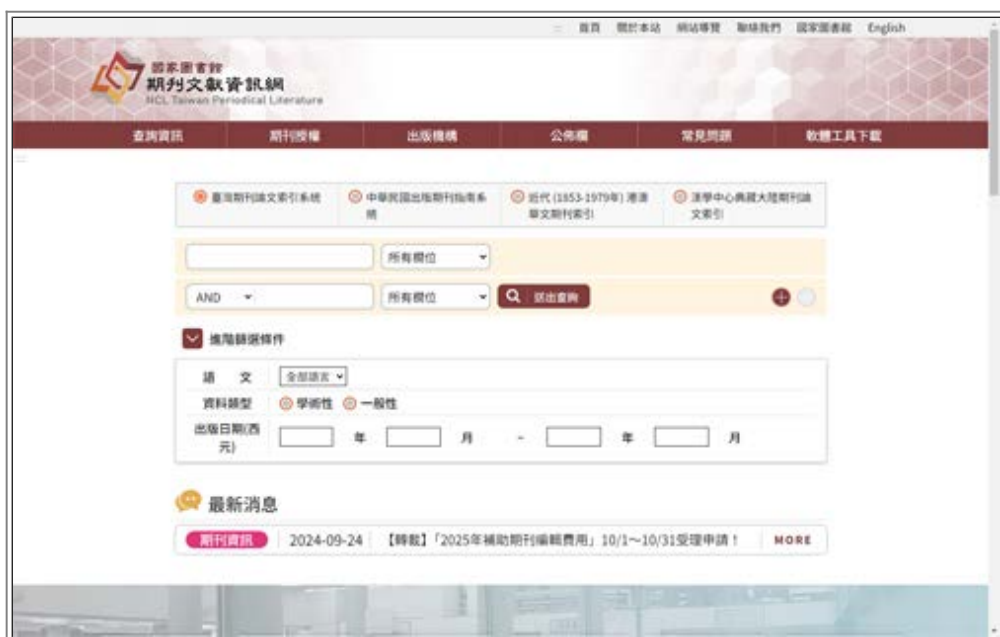 首頁 關於本站 網站導覽 聯絡我們 國家圖書館 English
國家圖書館
期刊文獻資訊網
NCL Taiwan Periodical Literature
查詢資訊 期刊授權 出版機構 公佈欄 常見問題 軟體工具下載
臺灣期刊論文索引系統 中華民國出版期刊指南系 近代(1853-1979年)港澳 漢學中心典藏大陸期刊論
統 華文期刊索引 文索引
所有欄位
AND 所有欄位 送出查詢
進階篩選條件
語 文 全部語言
資料類型 學術性 一般性
出版日期(西
元) 年 月 - 年 月
最新消息
期刊資訊 2024-09-24 【轉載】「2025年補助期刊編輯費用」10/1～10/31受理申請！ MORE